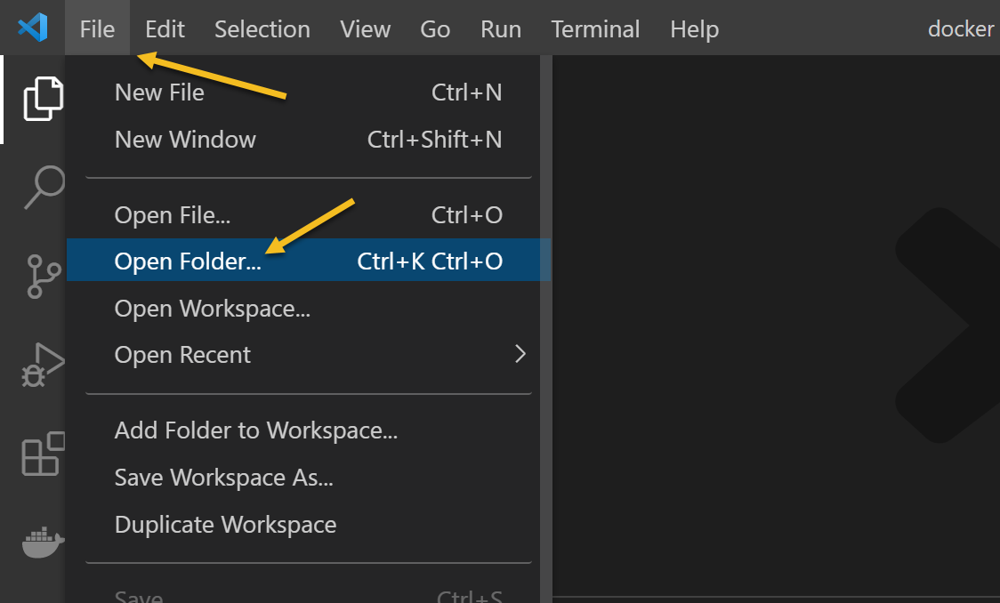 File Edit Selection View Go Run Terminal Help docker
New File Ctrl+N
New Window Ctrl+Shift+N
Open File... Ctrl+O
Open Folder... Ctrl+K Ctrl+O
Open Workspace...
Open Recent
Add Folder to Workspace...
Save Workspace As...
Duplicate Workspace
Save Ctrl+S